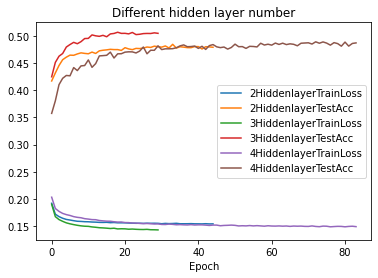 Different hidden layer number
0.50
0.45
0.40
0.35
0.30
0.25
0.20
0.15
2HiddenlayerTrainLoss
2HiddenlayerTestAcc
3HiddenlayerTrainLoss
3HiddenlayerTestAcc
4HiddenlayerTrainLoss
4HiddenlayerTestAcc
0 20 40 60 80
Epoch